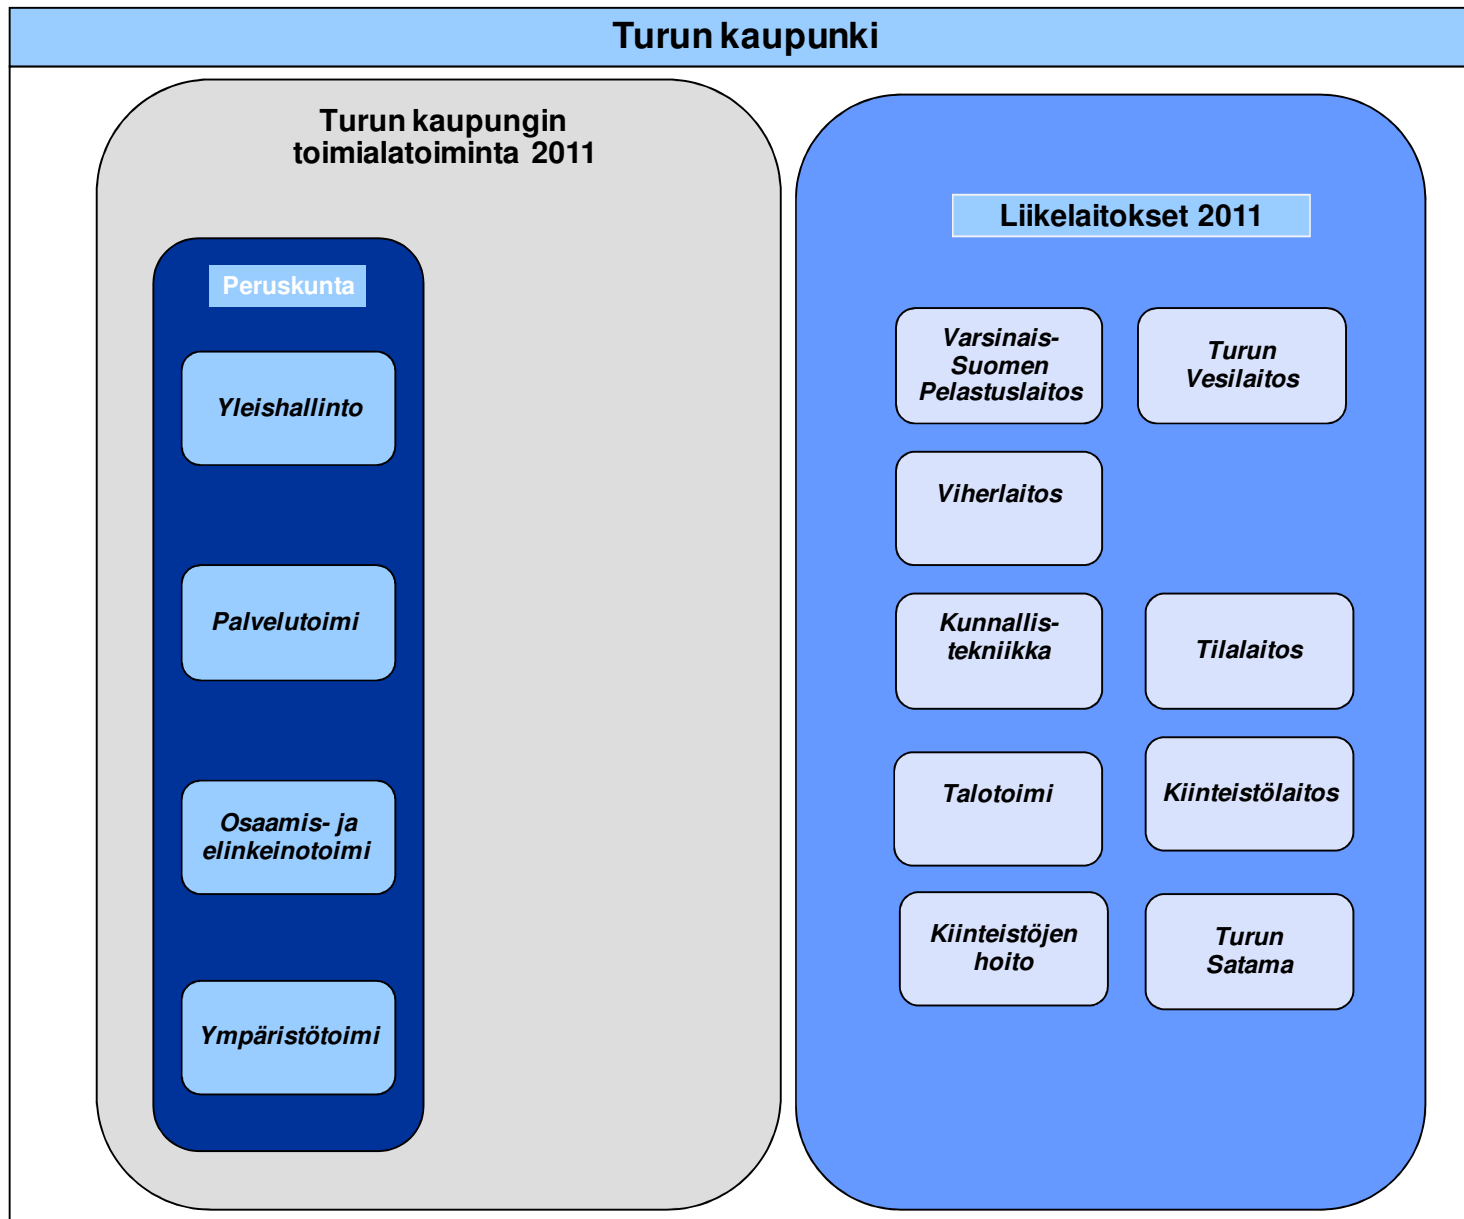 Turun kaupunki
Turun kaupungin
toimialatoiminta 2011
Peruskunta
Yleishallinto
Palvelutoimi
Osaamis- ja
elinkeinotoimi
Ympäristötoimi
Liikelaitokset 2011
Varsinais-
Suomen
Pelastuslaitos
Turun
Vesilaitos
Viherlaitos
Kunnallis-
tekniikka
Tilalaitos
Talotoimi
Kiinteistölaitos
Kiinteistöjen
hoito
Turun
Satama